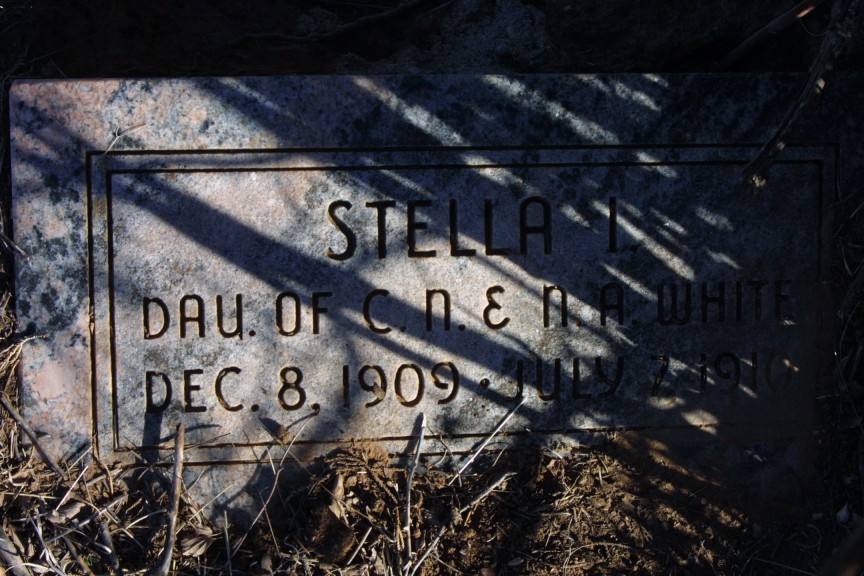 STELLA I.
DAU. OF C. N. & N. A. WHITE
DEC. 8, 1909 • JULY 7, 1910